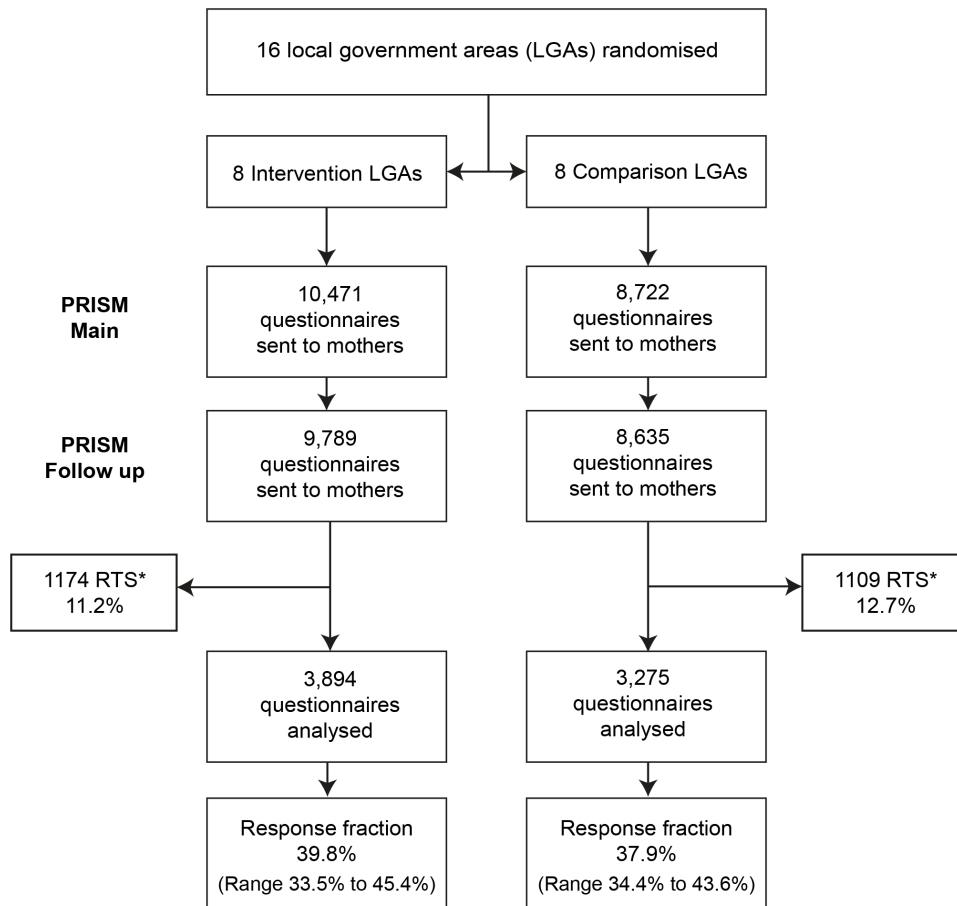 16 local government areas (LGAs) randomised
8 Intervention LGAs
8 Comparison LGAs
PRISM
Main
10,471
questionnaires
sent to mothers
8,722
questionnaires
sent to mothers
PRISM
Follow up
9,789
questionnaires
sent to mothers
8,635
questionnaires
sent to mothers
1174 RTS*
11.2%
1109 RTS*
12.7%
3,894
questionnaires
analysed
3,275
questionnaires
analysed
Response fraction
39.8%
(Range 33.5% to 45.4%)
Response fraction
37.9%
(Range 34.4% to 43.6%)